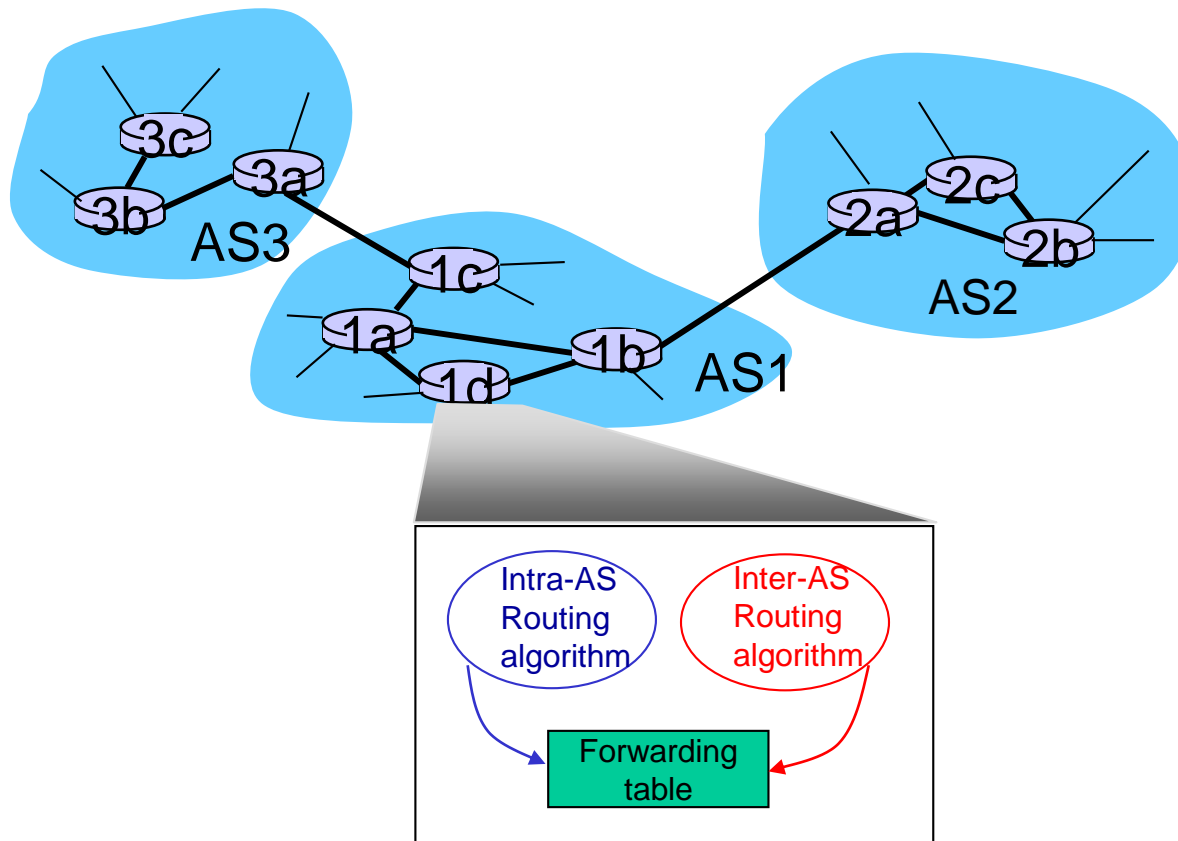 3c
3a
3b
AS3
2c
2a
2b
AS2
1c
1a
1b
1d
AS1
Intra-AS
Routing
algorithm
Inter-AS
Routing
algorithm
Forwarding
table